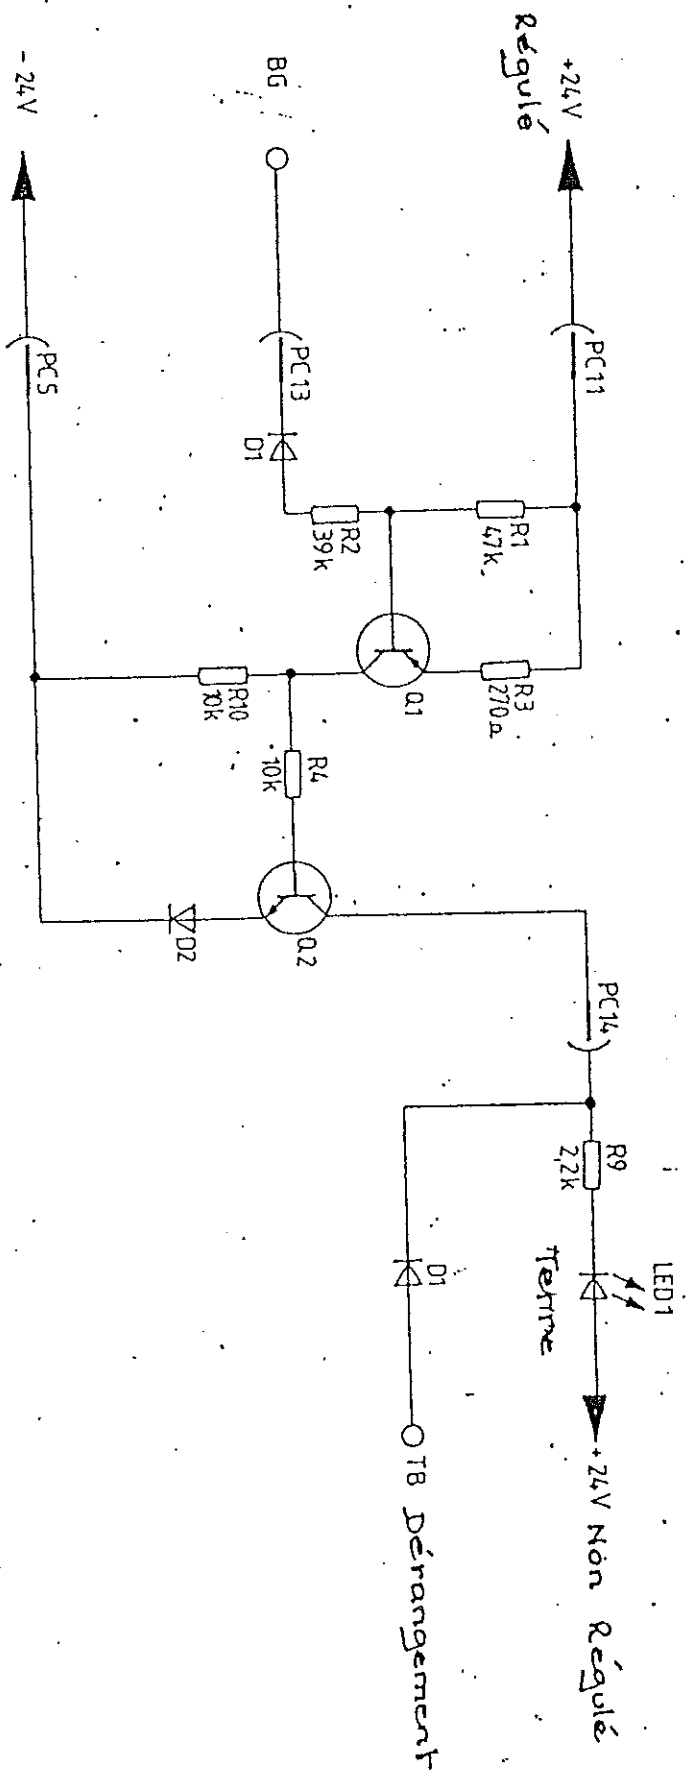 +24V
Régulé
PC11
R1
47k
R3
270Ω
BG
PC13
D1
R2
39k
Q1
-24V
PC5
R10
10k
R4
10k
Q2
D2
PC14
R9
2,2k
LED1
Terme
+24V Non Régulé
D1
TB Dérangement